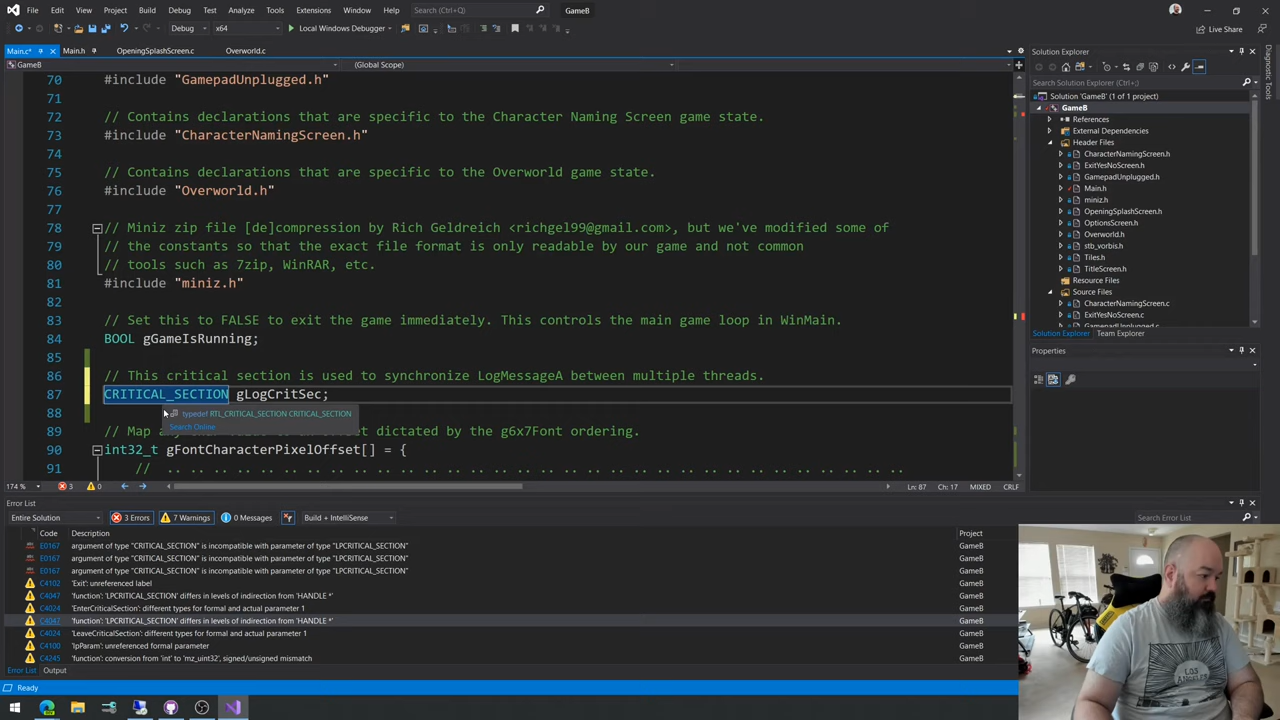 File Edit View Git Project Build Debug Test Analyze Tools Extensions Window Help Search (Ctrl+;) GameB
Debug x64 Local Windows Debugger Live Share
Main.c* Main.h OpeningSplashScreen.c Overworld.c
GameB (Global Scope)
70 #include "GamepadUnplugged.h"
71
72 // Contains declarations that are specific to the Character Naming Screen game state.
73 #include "CharacterNamingScreen.h"
74
75 // Contains declarations that are specific to the Overworld game state.
76 #include "Overworld.h"
77
78 // Miniz zip file [de]compression by Rich Geldreich <richgel99@gmail.com>, but we've modified some of
79 // the constants so that the exact file format is only readable by our game and not common
80 // tools such as 7zip, WinRAR, etc.
81 #include "miniz.h"
82
83 // Set this to FALSE to exit the game immediately. This controls the main game loop in WinMain.
84 BOOL gGameIsRunning;
85
86 // This critical section is used to synchronize LogMessageA between multiple threads.
87 CRITICAL_SECTION gLogCritSec;
typedef RTL_CRITICAL_SECTION CRITICAL_SECTION
88
Search Online
89 // Map any dictated by the g6x7Font ordering.
90 int32_t gFontCharacterPixelOffset[] = {
91 // .. .. .. .. .. .. .. .. .. .. .. .. .. .. .. .. .. .. .. .. .. .. .. .. ..
174 % 3 0 Ln: 87 Ch: 17 MIXED CRLF
Solution Explorer
Search Solution Explorer (Ctrl+;)
Solution 'GameB' (1 of 1 project)
GameB
References
External Dependencies
Header Files
CharacterNamingScreen.h
ExitYesNoScreen.h
GamepadUnplugged.h
Main.h
miniz.h
OpeningSplashScreen.h
OptionsScreen.h
Overworld.h
stb_vorbis.h
Tiles.h
TitleScreen.h
Resource Files
Source Files
CharacterNamingScreen.c
ExitYesNoScreen.c
GamepadUnplugged.c
Solution Explorer Team Explorer
Properties
Diagnostic Tools
Error List
Entire Solution 3 Errors 7 Warnings 0 Messages Build + IntelliSense Search Error List
Code Description Project
E0167 argument of type "CRITICAL_SECTION" is incompatible with parameter of type "LPCRITICAL_SECTION" GameB
E0167 argument of type "CRITICAL_SECTION" is incompatible with parameter of type "LPCRITICAL_SECTION" GameB
E0167 argument of type "CRITICAL_SECTION" is incompatible with parameter of type "LPCRITICAL_SECTION" GameB
C4102 'Exit': unreferenced label GameB
C4047 'function': 'LPCRITICAL_SECTION' differs in levels of indirection from 'HANDLE *' GameB
C4024 'EnterCriticalSection': different types for formal and actual parameter 1 GameB
C4047 'function': 'LPCRITICAL_SECTION' differs in levels of indirection from 'HANDLE *' GameB
C4024 'LeaveCriticalSection': different types for formal and actual parameter 1 GameB
C4100 'lpParam': unreferenced formal parameter GameB
C4245 'function': conversion from 'int' to 'mz_uint32', signed/unsigned mismatch GameB
Error List Output
Ready